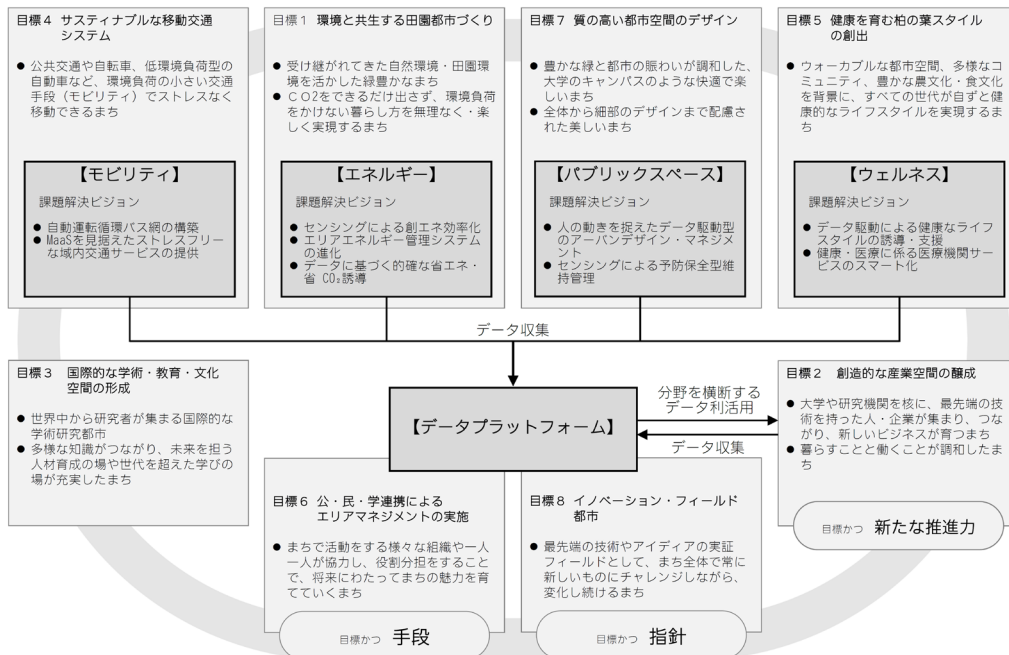 目標4 サスティナブルな移動交通
システム
● 公共交通や自転車、低環境負荷型の
自動車など、環境負荷の小さい交通
手段（モビリティ）でストレスなく
移動できるまち
【モビリティ】
課題解決ビジョン
● 自動運転循環バス網の構築
● MaaSを見据えたストレスフリー
な域内交通サービスの提供
目標1 環境と共生する田園都市づくり
● 受け継がれてきた自然環境・田園環
境を活かした緑豊かなまち
● ＣＯ2をできるだけ出さず、環境負荷
をかけない暮らし方を無理なく・楽
しく実現するまち
【エネルギー】
課題解決ビジョン
● センシングによる創エネ効率化
● エリアエネルギー管理システム
の進化
● データに基づく的確な省エネ・
省 CO₂誘導
目標7 質の高い都市空間のデザイン
● 豊かな緑と都市の賑わいが調和した、
大学のキャンパスのような快適で楽
しいまち
● 全体から細部のデザインまで配慮さ
れた美しいまち
【パブリックスペース】
課題解決ビジョン
● 人の動きを捉えたデータ駆動型
のアーバンデザイン・マネジメ
ント
● センシングによる予防保全型維
持管理
目標5 健康を育む柏の葉スタイル
の創出
● ウォーカブルな都市空間、多様なコ
ミュニティ、豊かな農文化・食文化
を背景に、すべての世代が自ずと健
康的なライフスタイルを実現するま
ち
【ウェルネス】
課題解決ビジョン
● データ駆動による健康なライフ
スタイルの誘導・支援
● 健康・医療に係る医療機関サー
ビスのスマート化
データ収集
目標3 国際的な学術・教育・文化
空間の形成
● 世界中から研究者が集まる国際的な
学術研究都市
● 多様な知識がつながり、未来を担う
人材育成の場や世代を超えた学びの
場が充実したまち
【データプラットフォーム】
分野を横断する
データ利活用
データ収集
目標2 創造的な産業空間の醸成
● 大学や研究機関を核に、最先端の技
術を持った人・企業が集まり、つな
がり、新しいビジネスが育つまち
● 暮らすことと働くことが調和したま
ち
目標かつ 新たな推進力
目標6 公・民・学連携による
エリアマネジメントの実施
● まちで活動をする様々な組織や一人
一人が協力し、役割分担をすること
で、将来にわたってまちの魅力を育
てていくまち
目標かつ 手段
目標8 イノベーション・フィールド
都市
● 最先端の技術やアイディアの実証
フィールドとして、まち全体で常に
新しいものにチャレンジしながら、
変化し続けるまち
目標かつ 指針